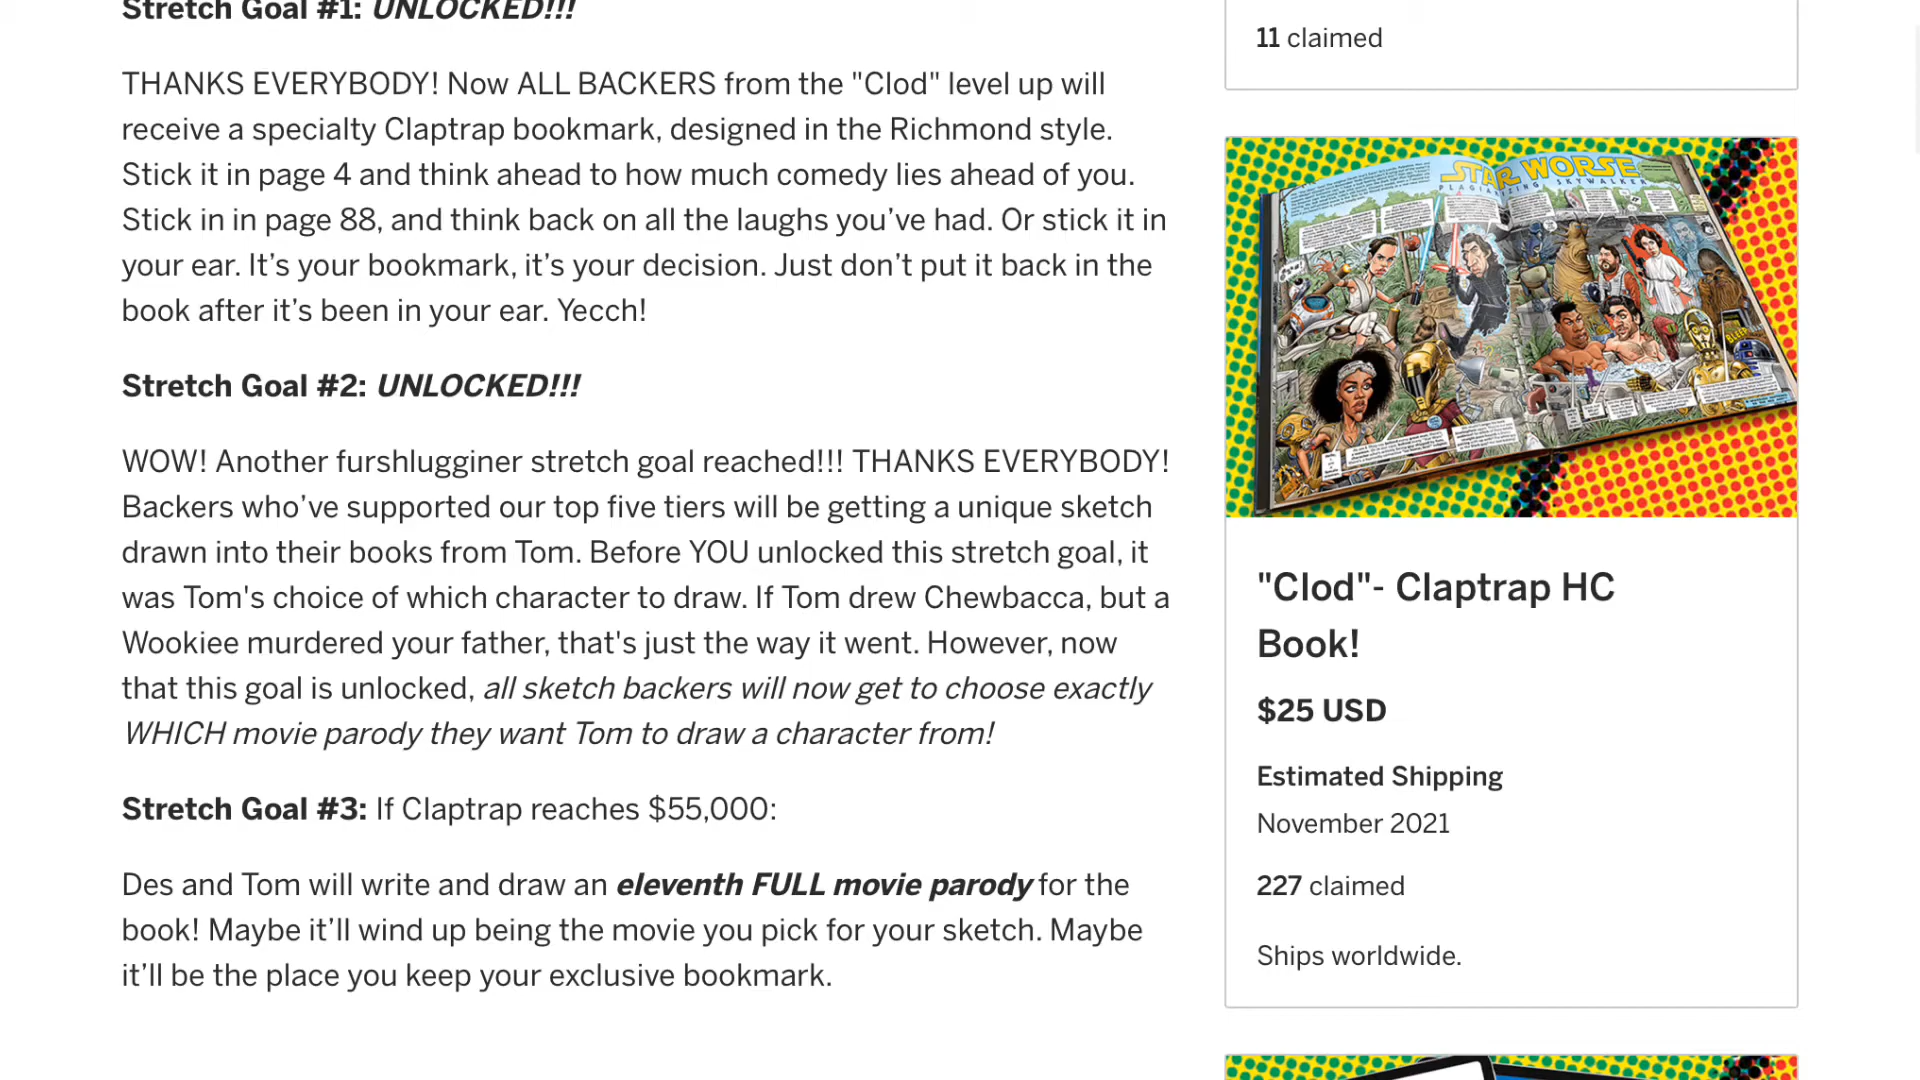 Stretch Goal #1: UNLOCKED!!!
THANKS EVERYBODY! Now ALL BACKERS from the "Clod" level up will
receive a specialty Claptrap bookmark, designed in the Richmond style.
Stick it in page 4 and think ahead to how much comedy lies ahead of you.
Stick in in page 88, and think back on all the laughs you’ve had. Or stick it in
your ear. It’s your bookmark, it’s your decision. Just don’t put it back in the
book after it’s been in your ear. Yecch!
Stretch Goal #2: UNLOCKED!!!
WOW! Another furshlugginer stretch goal reached!!! THANKS EVERYBODY!
Backers who’ve supported our top five tiers will be getting a unique sketch
drawn into their books from Tom. Before YOU unlocked this stretch goal, it
was Tom's choice of which character to draw. If Tom drew Chewbacca, but a
Wookiee murdered your father, that's just the way it went. However, now
that this goal is unlocked, all sketch backers will now get to choose exactly
WHICH movie parody they want Tom to draw a character from!
Stretch Goal #3: If Claptrap reaches $55,000:
Des and Tom will write and draw an eleventh FULL movie parody for the
book! Maybe it’ll wind up being the movie you pick for your sketch. Maybe
it’ll be the place you keep your exclusive bookmark.
11 claimed
STAR WORSE
PLAGIARIZING SKYWALKER
BLEEP
"Clod"- Claptrap HC
Book!
$25 USD
Estimated Shipping
November 2021
227 claimed
Ships worldwide.